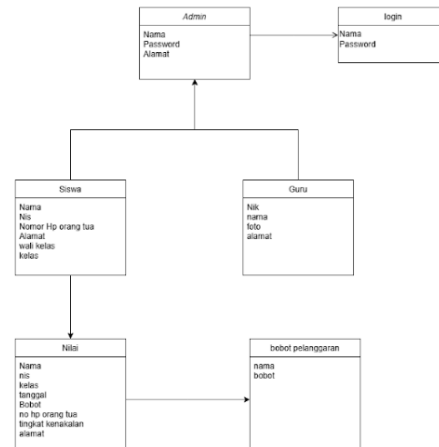 Admin
Nama
Password
Alamat
login
Nama
Password
Siswa
Nama
Nis
Nomor Hp orang tua
Alamat
wali kelas
kelas
Guru
Nik
nama
foto
alamat
Nilai
Nama
nis
kelas
tanggal
Bobot
no hp orang tua
tingkat kenakalan
alamat
bobot pelanggaran
nama
bobot